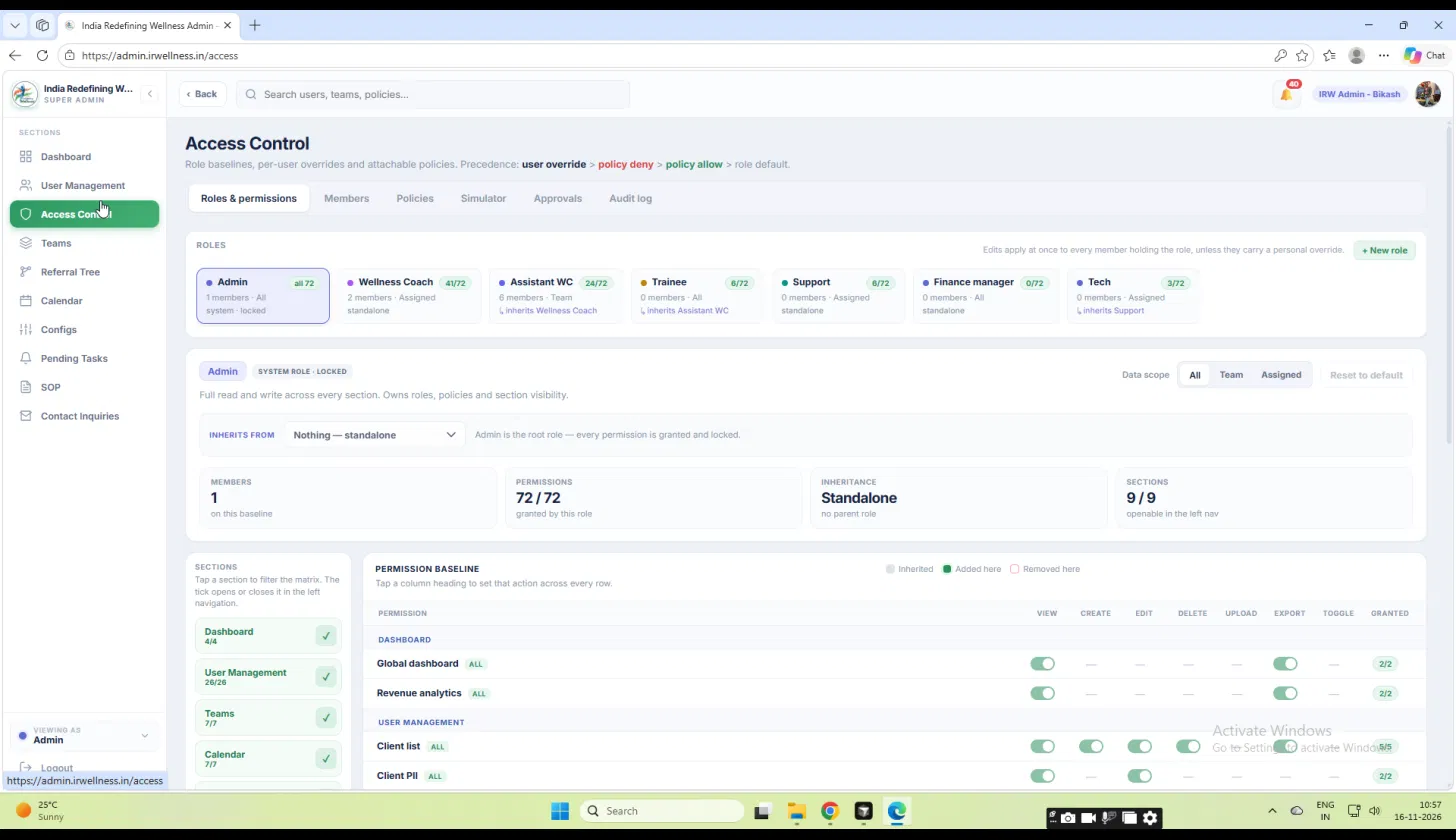 India Redefining Wellness Admin -
https://admin.irwellness.in/access
Chat
India Redefining W...
SUPER ADMIN
Back
Search users, teams, policies...
40
IRW Admin - Bikash
SECTIONS
Dashboard
User Management
Access
Teams
Referral Tree
Calendar
Configs
Pending Tasks
SOP
Contact Inquiries
VIEWING AS
Admin
Logout
https://admin.irwellness.in/access
Access Control
Role baselines, per-user overrides and attachable policies. Precedence: user override > policy deny > policy allow > role default.
Roles & permissions Members Policies Simulator Approvals Audit log
ROLES
Edits apply at once to every member holding the role, unless they carry a personal override.
+ New role
Admin all 72
1 members · All
system · locked
Wellness Coach 41/72
2 members · Assigned
standalone
Assistant WC 24/72
6 members · Team
↳ inherits Wellness Coach
Trainee 6/72
0 members · All
↳ inherits Assistant WC
Support 6/72
0 members · Assigned
standalone
Finance manager 0/72
0 members · All
standalone
Tech 3/72
0 members · Assigned
↳ inherits Support
Admin SYSTEM ROLE · LOCKED
Data scope All Team Assigned Reset to default
Full read and write across every section. Owns roles, policies and section visibility.
INHERITS FROM Nothing — standalone Admin is the root role — every permission is granted and locked.
MEMBERS
1
on this baseline
PERMISSIONS
72 / 72
granted by this role
INHERITANCE
Standalone
no parent role
SECTIONS
9 / 9
openable in the left nav
SECTIONS
Tap a section to filter the matrix. The
tick opens or closes it in the left
navigation.
Dashboard
4/4
User Management
26/26
Teams
7/7
Calendar
7/7
PERMISSION BASELINE
Inherited Added here Removed here
Tap a column heading to set that action across every row.
PERMISSION VIEW CREATE EDIT DELETE UPLOAD EXPORT TOGGLE GRANTED
DASHBOARD
Global dashboard ALL — — — — — 2/2
Revenue analytics ALL — — — — — 2/2
USER MANAGEMENT
Client list ALL — — 5/5
Client PII ALL — — — — — 2/2
Activate Windows
Go to Settings to activate Windows.
25°C
Sunny
Search
ENG
IN
10:57
16-11-2026